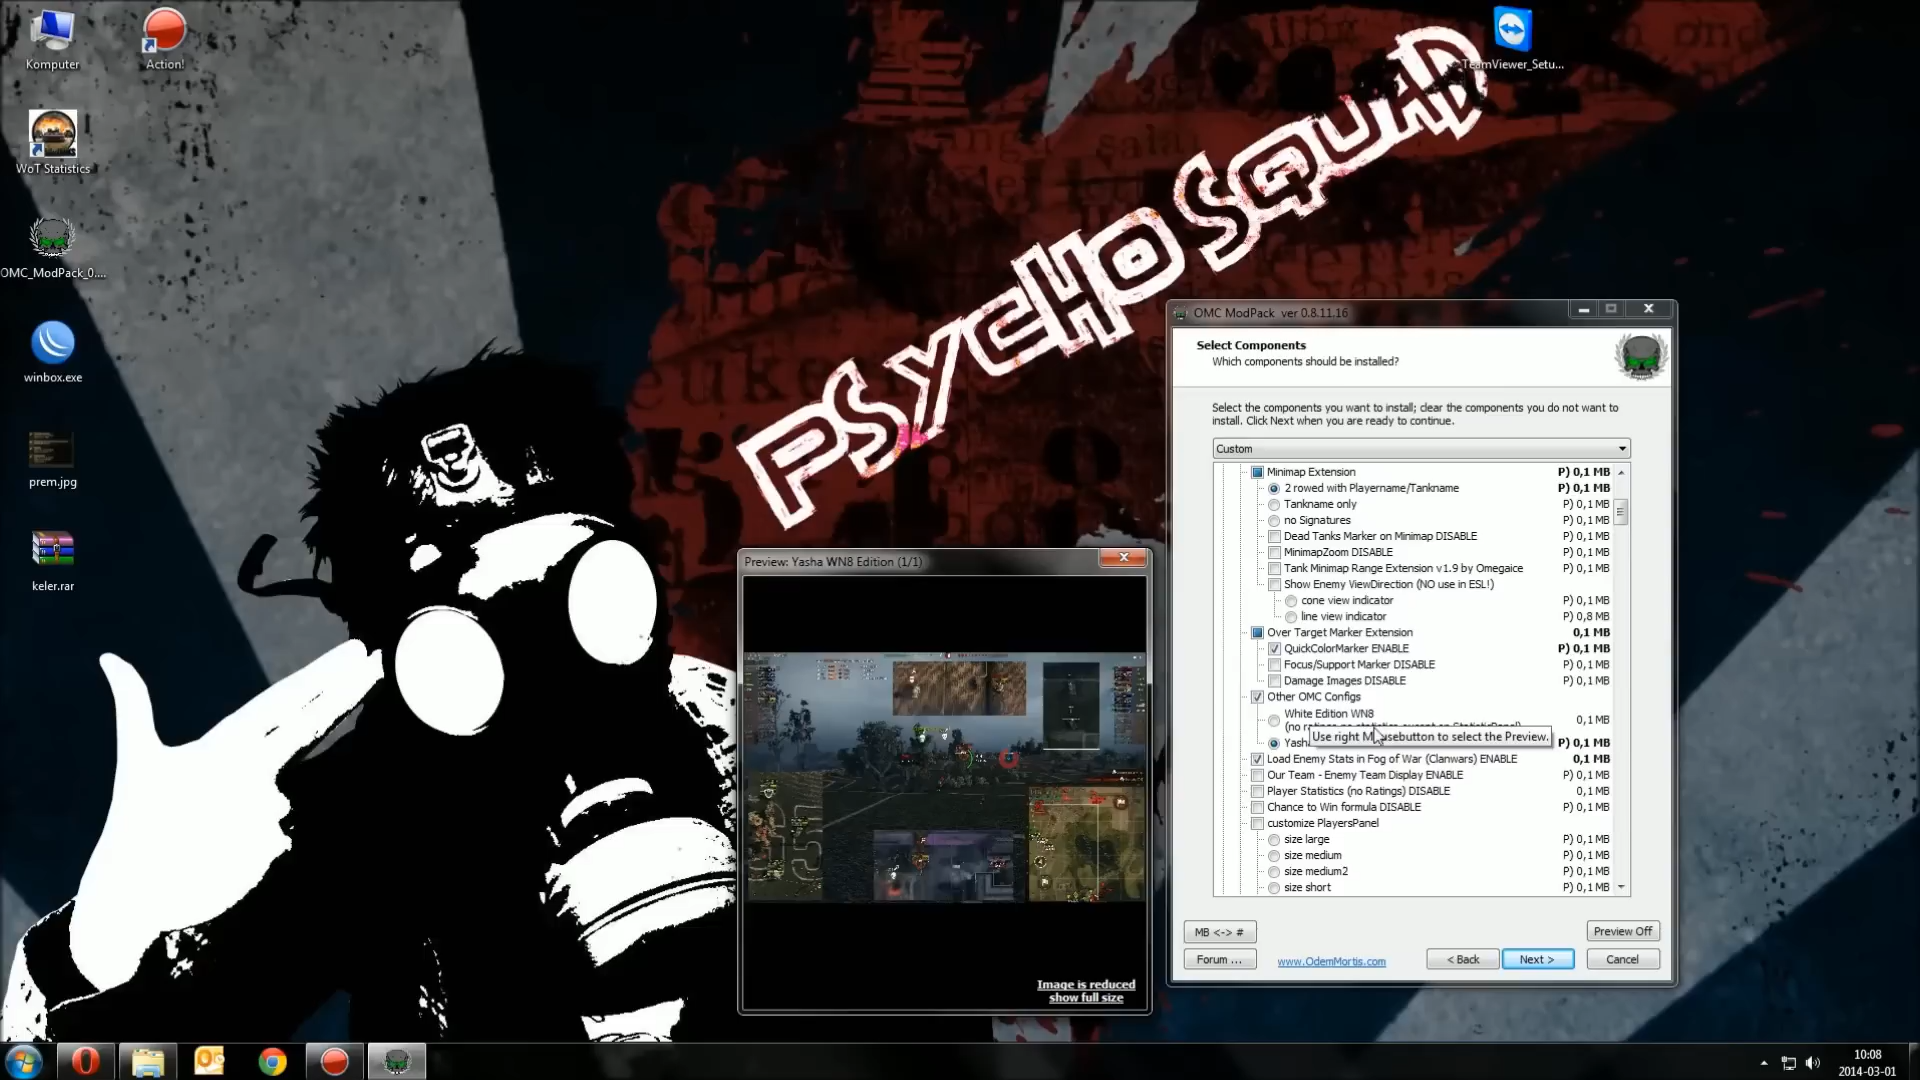 Komputer
Action!
TeamViewer_Setu...
WoT Statistics
OMC_ModPack_0....
winbox.exe
prem.jpg
keler.rar
PSYCHO SQUAD
OMC ModPack ver 0.8.11.16
Select Components
Which components should be installed?
Select the components you want to install; clear the components you do not want to
install. Click Next when you are ready to continue.
Custom
Minimap Extension P) 0,1 MB
2 rowed with Playername/Tankname P) 0,1 MB
Tankname only P) 0,1 MB
no Signatures P) 0,1 MB
Dead Tanks Marker on Minimap DISABLE P) 0,1 MB
MinimapZoom DISABLE P) 0,1 MB
Tank Minimap Range Extension v1.9 by Omegaice P) 0,1 MB
Show Enemy ViewDirection (NO use in ESL!)
cone view indicator P) 0,1 MB
line view indicator P) 0,8 MB
Over Target Marker Extension 0,1 MB
QuickColorMarker ENABLE P) 0,1 MB
Focus/Support Marker DISABLE P) 0,1 MB
Damage Images DISABLE P) 0,1 MB
Other OMC Configs
White Edition WN8
(no ratings no statistics except on StatisticPanel) 0,1 MB
Use right Mousebutton to select the Preview.
Yasha P) 0,1 MB
Load Enemy Stats in Fog of War (Clanwars) ENABLE 0,1 MB
Our Team - Enemy Team Display ENABLE P) 0,1 MB
Player Statistics (no Ratings) DISABLE 0,1 MB
Chance to Win formula DISABLE P) 0,1 MB
customize PlayersPanel
size large P) 0,1 MB
size medium P) 0,1 MB
size medium2 P) 0,1 MB
size short P) 0,1 MB
MB <-> #
Preview Off
Forum ...
www.OdemMortis.com
< Back
Next >
Cancel
Preview: Yasha WN8 Edition (1/1)
Image is reduced
show full size
10:08
2014-03-01